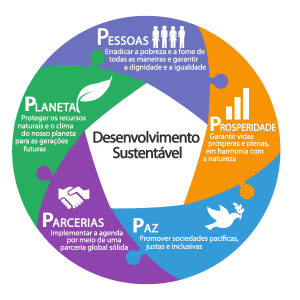 PESSOAS
Erradicar a pobreza e a fome de
todas as maneiras e garantir
a dignidade e a igualdade
PLANETA
Proteger os recursos
naturais e o clima
do nosso planeta
para as gerações
futuras
PROSPERIDADE
Garantir vidas
prósperas e plenas,
em harmonia com
a natureza
Desenvolvimento
Sustentável
PARCERIAS
Implementar a agenda
por meio de uma
parceria global sólida
PAZ
Promover sociedades pacíficas,
justas e inclusivas